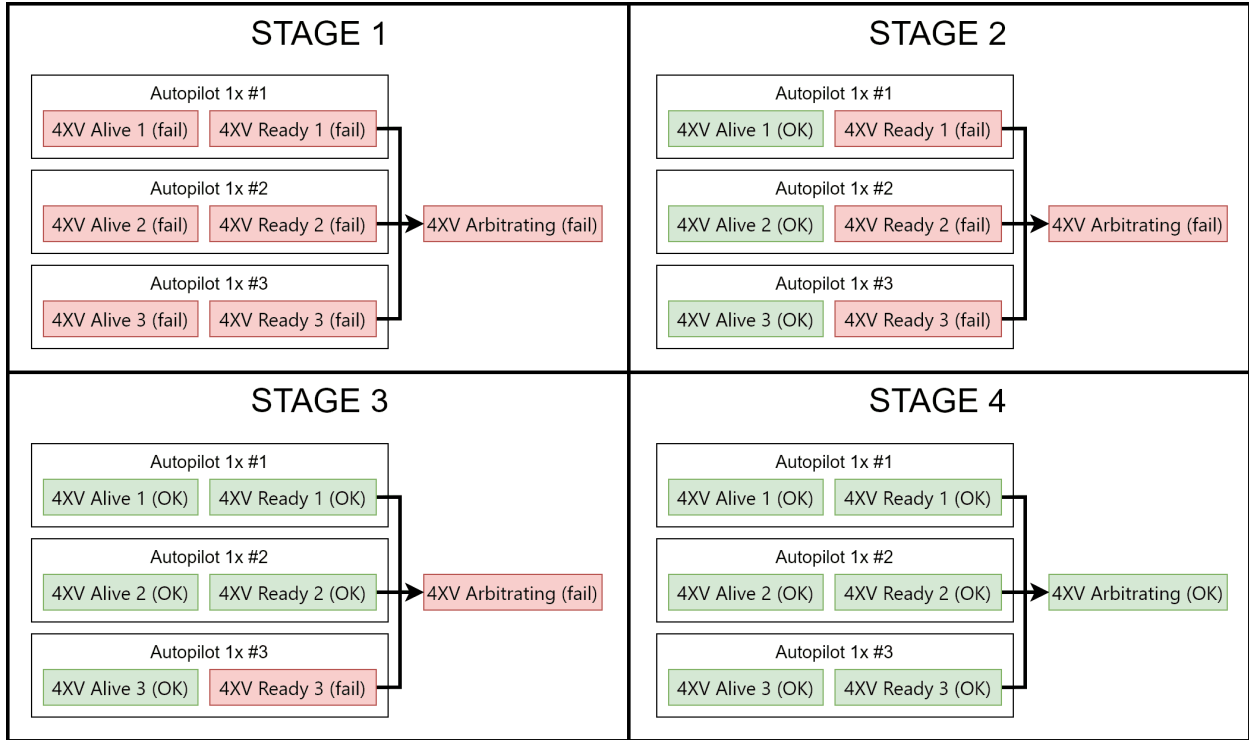 STAGE 1
Autopilot 1x #1
4XV Alive 1 (fail) 4XV Ready 1 (fail)
Autopilot 1x #2
4XV Alive 2 (fail) 4XV Ready 2 (fail) 4XV Arbitrating (fail)
Autopilot 1x #3
4XV Alive 3 (fail) 4XV Ready 3 (fail)
STAGE 2
Autopilot 1x #1
4XV Alive 1 (OK) 4XV Ready 1 (fail)
Autopilot 1x #2
4XV Alive 2 (OK) 4XV Ready 2 (fail) 4XV Arbitrating (fail)
Autopilot 1x #3
4XV Alive 3 (OK) 4XV Ready 3 (fail)
STAGE 3
Autopilot 1x #1
4XV Alive 1 (OK) 4XV Ready 1 (OK)
Autopilot 1x #2
4XV Alive 2 (OK) 4XV Ready 2 (OK) 4XV Arbitrating (fail)
Autopilot 1x #3
4XV Alive 3 (OK) 4XV Ready 3 (fail)
STAGE 4
Autopilot 1x #1
4XV Alive 1 (OK) 4XV Ready 1 (OK)
Autopilot 1x #2
4XV Alive 2 (OK) 4XV Ready 2 (OK) 4XV Arbitrating (OK)
Autopilot 1x #3
4XV Alive 3 (OK) 4XV Ready 3 (OK)